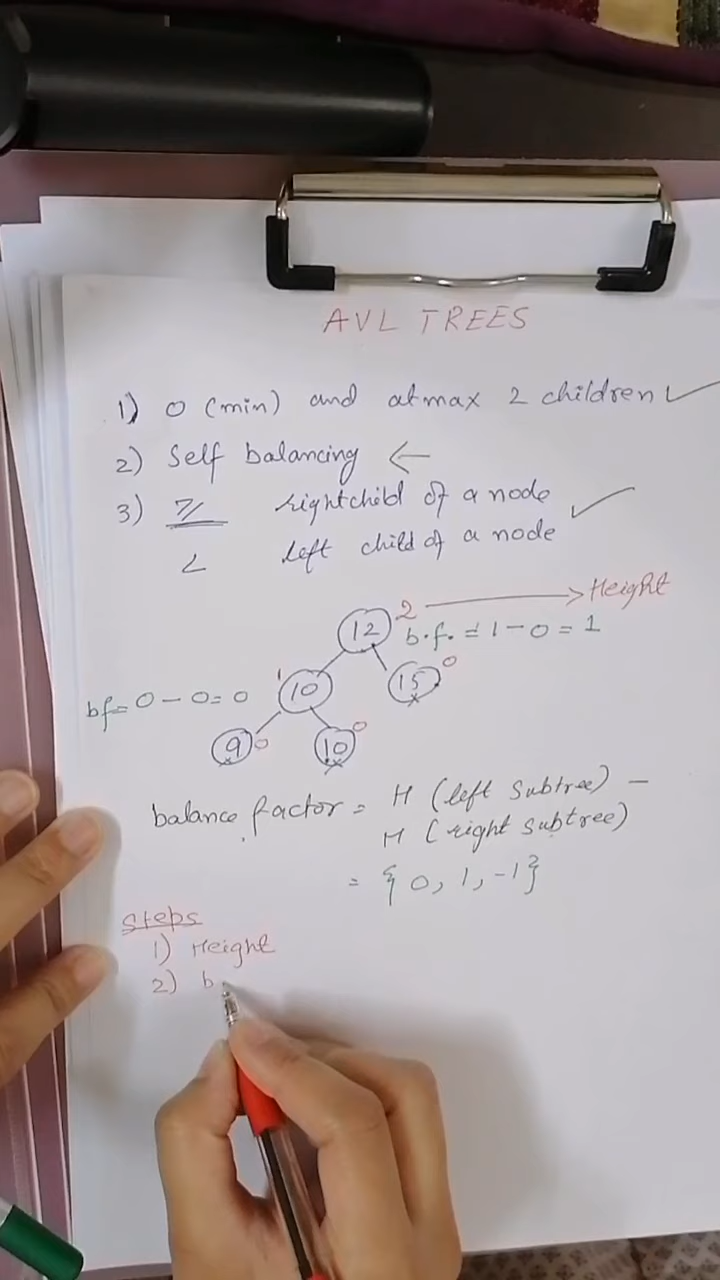 AVL TREES
1) 0 (min) and atmax 2 children
2) Self balancing ←
3) ≥ rightchild of a node
< left child of a node
12 2 → Height
b.f. = 1 - 0 = 1
1 10 15 0
bf = 0 - 0 = 0
9 0 10 0
balance factor = H (left subtree) -
H (right subtree)
= {0, 1, -1}
Steps
1) Height
2) b